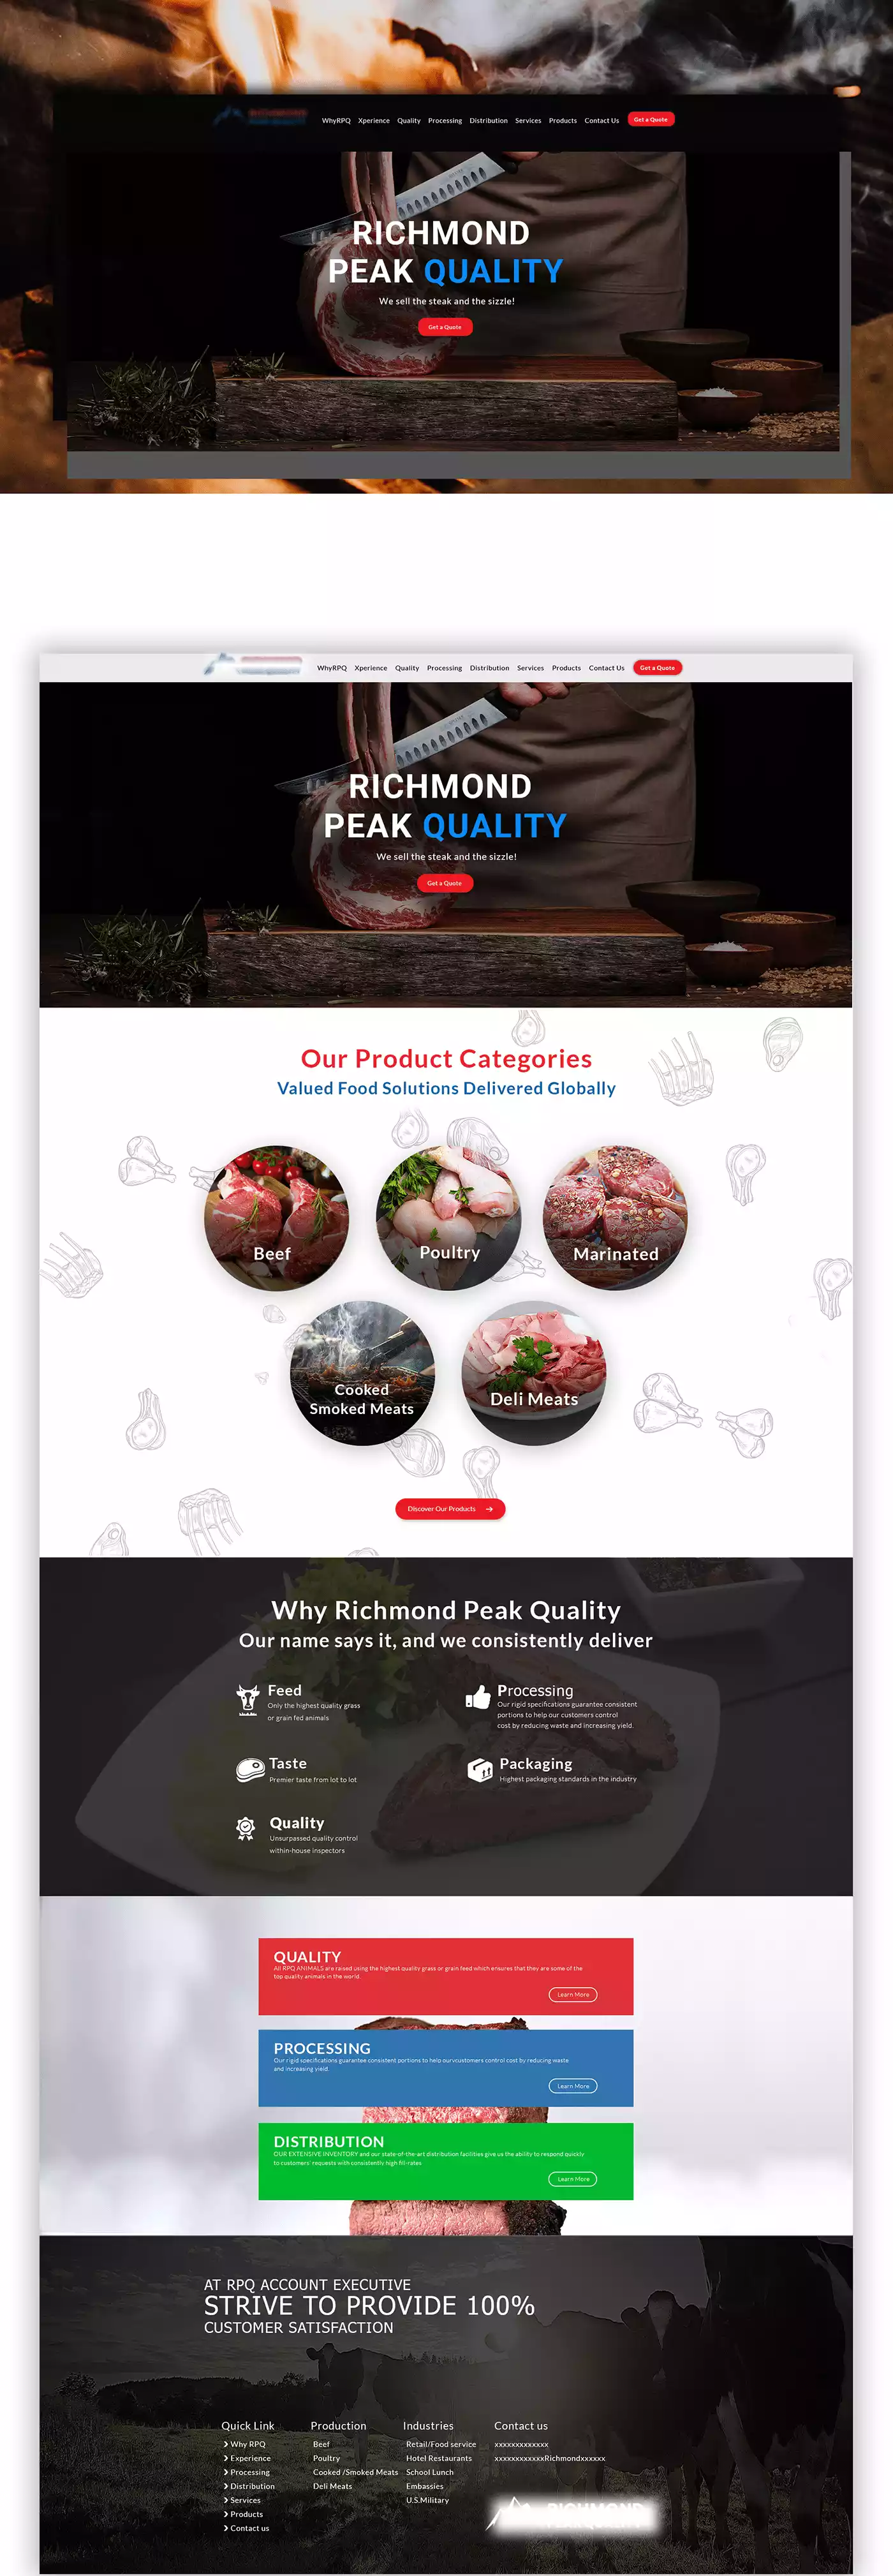 WhyRPQ Xperience Quality Processing Distribution Services Products Contact Us Get a Quote
RICHMOND
PEAK QUALITY
We sell the steak and the sizzle!
Get a Quote
WhyRPQ Xperience Quality Processing Distribution Services Products Contact Us Get a Quote
RICHMOND
PEAK QUALITY
We sell the steak and the sizzle!
Get a Quote
Our Product Categories
Valued Food Solutions Delivered Globally
Beef
Poultry
Marinated
Cooked
Smoked Meats
Deli Meats
Discover Our Products
Why Richmond Peak Quality
Our name says it, and we consistently deliver
Feed
Only the highest quality grass
or grain fed animals
Processing
Our rigid specifications guarantee consistent
portions to help our customers control
cost by reducing waste and increasing yield.
Taste
Premier taste from lot to lot
Packaging
Highest packaging standards in the industry
Quality
Unsurpassed quality control
within-house inspectors
QUALITY
All RPQ ANIMALS are raised using the highest quality grass or grain feed which ensures that they are some of the
top quality animals in the world.
Learn More
PROCESSING
Our rigid specifications guarantee consistent portions to help ourvcustomers control cost by reducing waste
and increasing yield.
Learn More
DISTRIBUTION
OUR EXTENSIVE INVENTORY and our state-of-the-art distribution facilities give us the ability to respond quickly
to customers' requests with consistently high fill-rates
Learn More
AT RPQ ACCOUNT EXECUTIVE
STRIVE TO PROVIDE 100%
CUSTOMER SATISFACTION
Quick Link
Why RPQ
Experience
Processing
Distribution
Services
Products
Contact us
Production
Beef
Poultry
Cooked /Smoked Meats
Deli Meats
Industries
Retail/Food service
Hotel Restaurants
School Lunch
Embassies
U.S.Military
Contact us
xxxxxxxxxxxxx
xxxxxxxxxxxxRichmondxxxxxx
RICHMOND